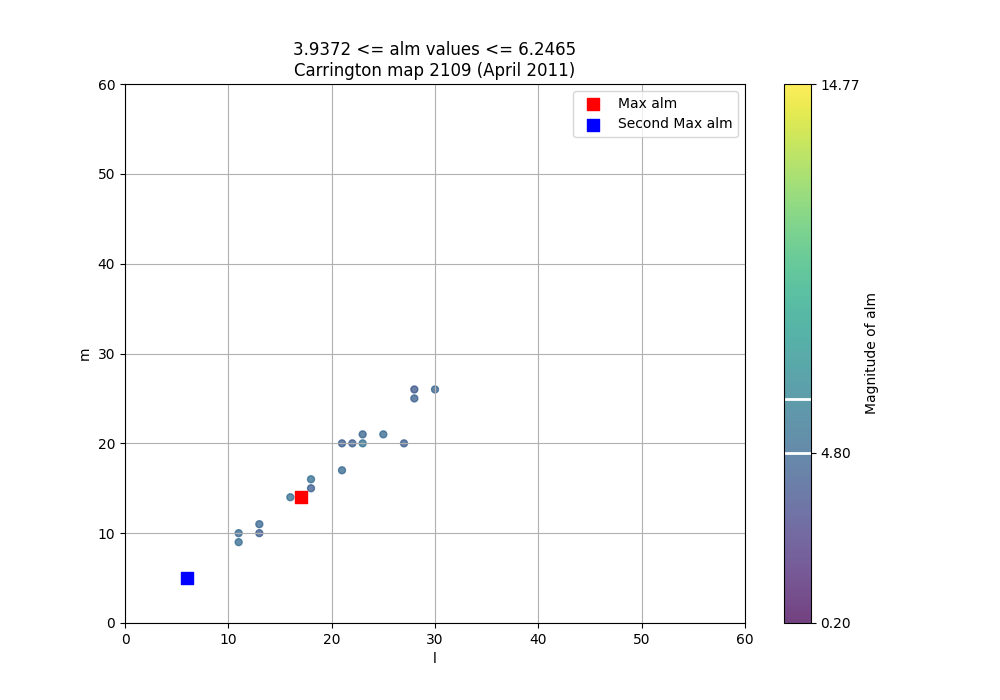 3.9372 <= alm values <= 6.2465
Carrington map 2109 (April 2011)
Max alm
Second Max alm
60
50
40
30
20
10
0
m
0 10 20 30 40 50 60
l
14.77
4.80
0.20
Magnitude of alm